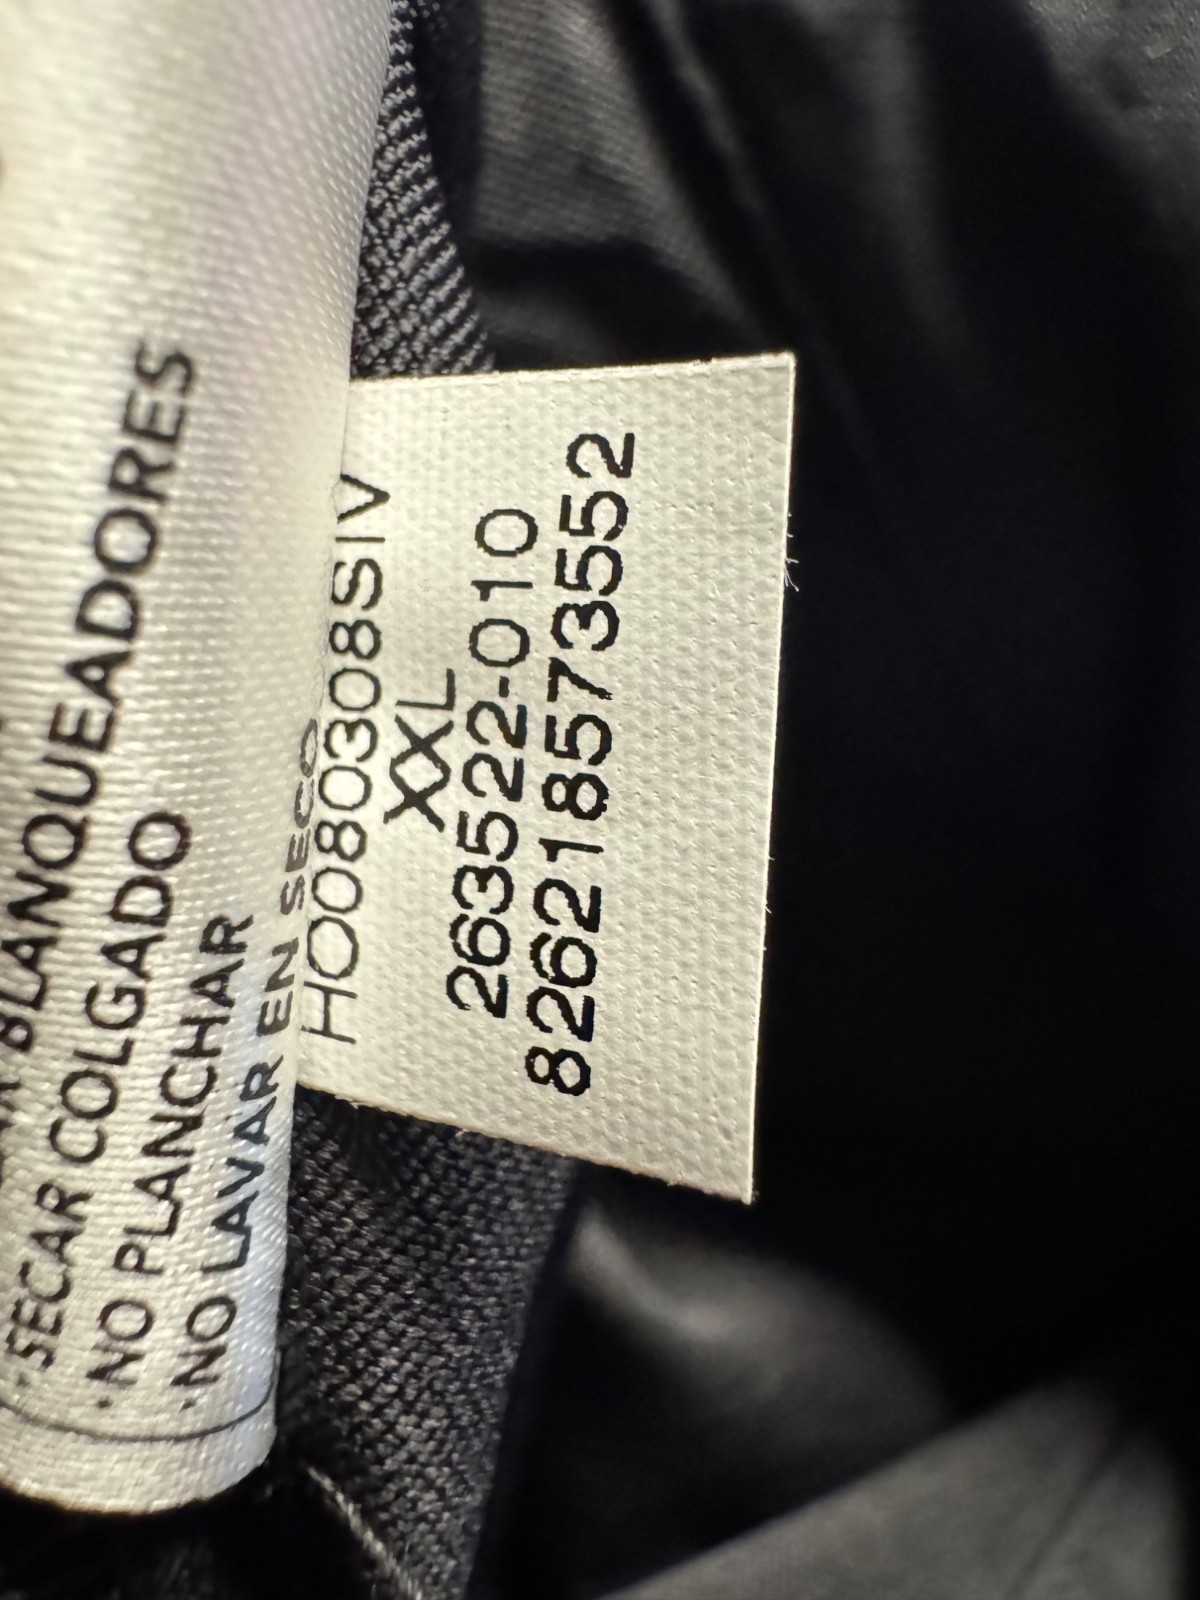 BLANQUEADORES
·SECAR COLGADO
·NO PLANCHAR
·NO LAVAR EN SECO
HO080308SIV
XXL
263522-010
826218573552